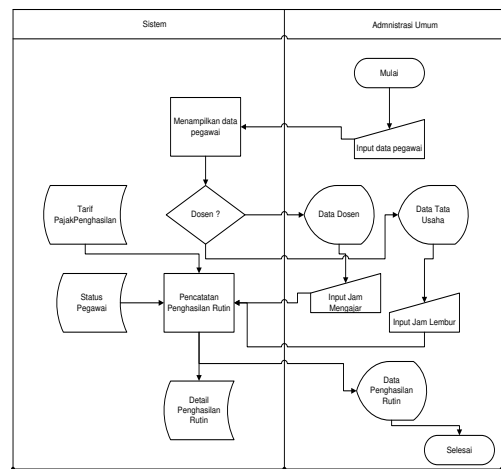 Sistem
Admnistrasi Umum
Mulai
Menampilkan data
pegawai
Input data pegawai
Tarif
PajakPenghasilan
Dosen ?
Data Dosen
Data Tata
Usaha
Status
Pegawai
Pencatatan
Penghasilan Rutin
Input Jam
Mengajar
Input Jam Lembur
Detail
Penghasilan
Rutin
Data
Penghasilan
Rutin
Selesai